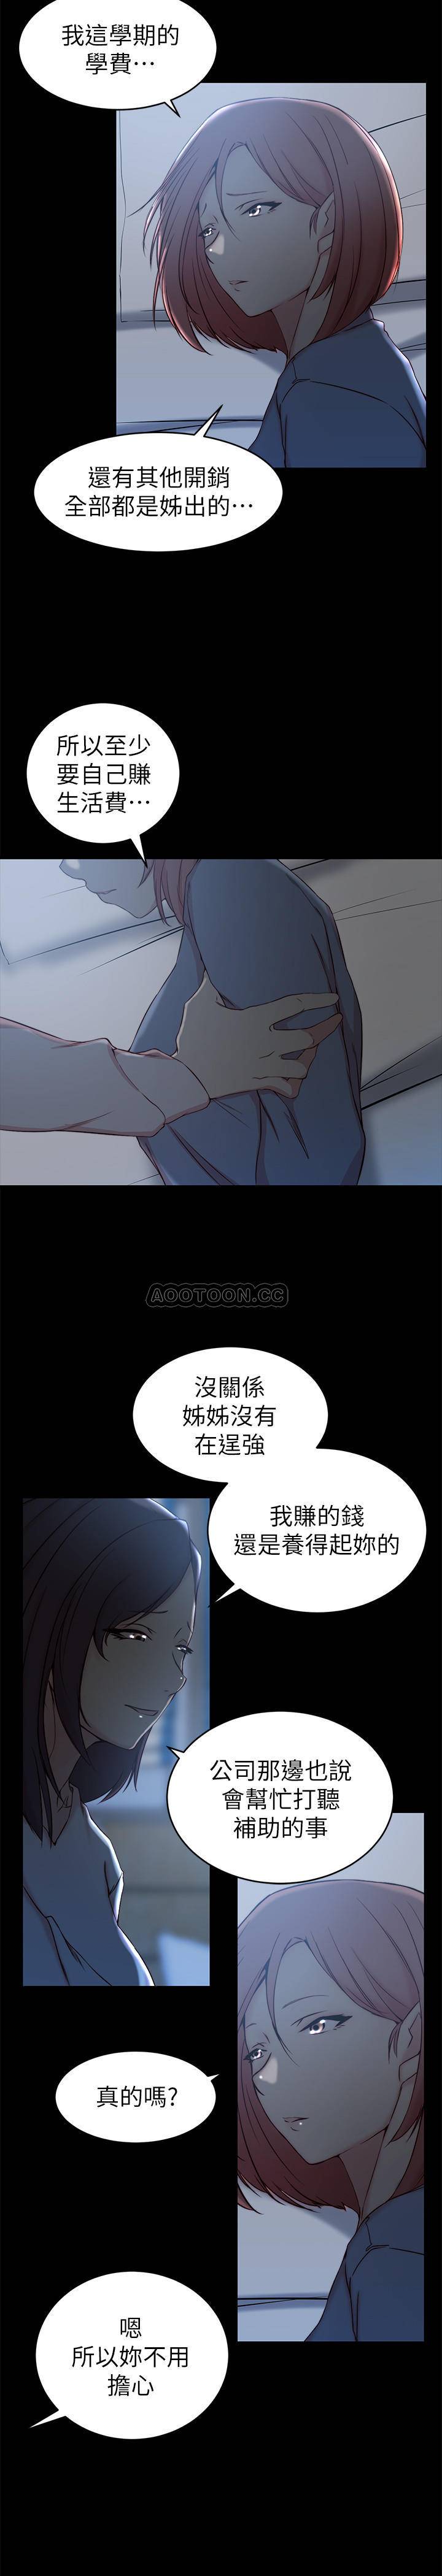 我這學期的
學費…
還有其他開銷
全部都是姊出的…
所以至少
要自己賺
生活費…
AOOTOON.CC
沒關係
姊姊沒有
在逞強
我賺的錢
還是養得起妳的
公司那邊也說
會幫忙打聽
補助的事
真的嗎?
嗯
所以妳不用
擔心